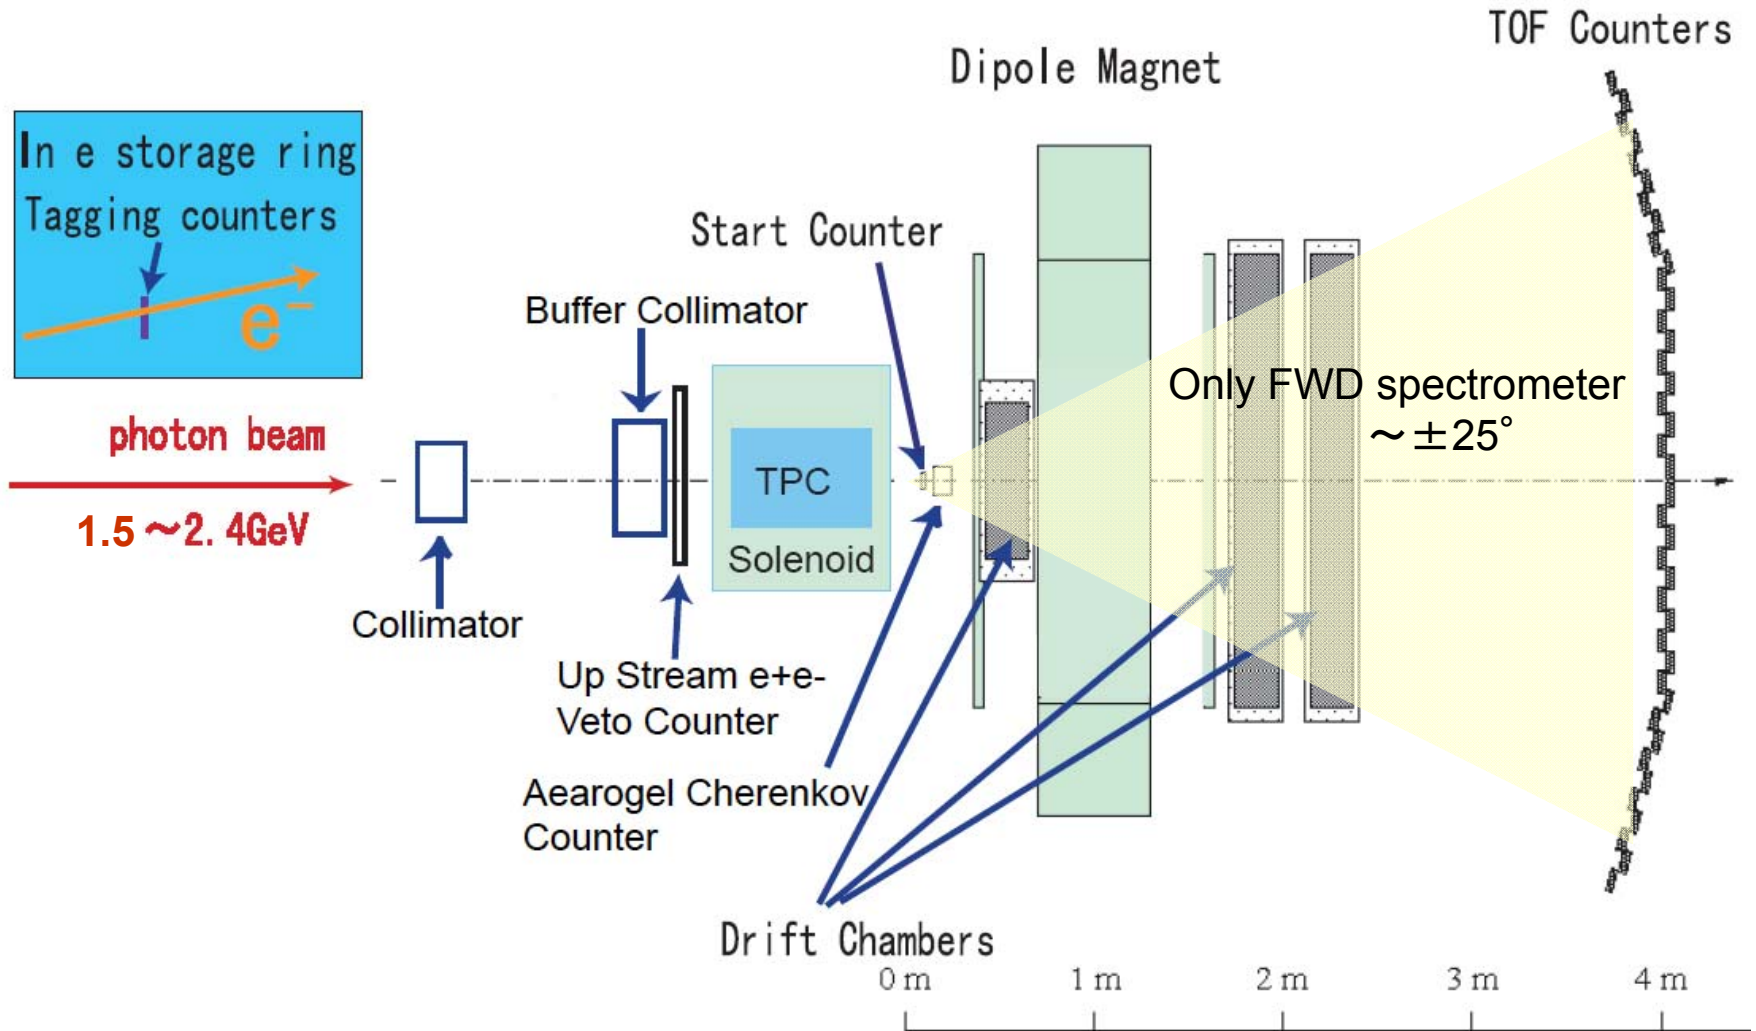 TOF Counters
Dipole Magnet
In e storage ring
Tagging counters
e−
Start Counter
Buffer Collimator
Only FWD spectrometer
～±25°
photon beam
1.5～2.4GeV
TPC
Solenoid
Collimator
Up Stream e+e-
Veto Counter
Aearogel Cherenkov
Counter
Drift Chambers
0 m 1 m 2 m 3 m 4 m